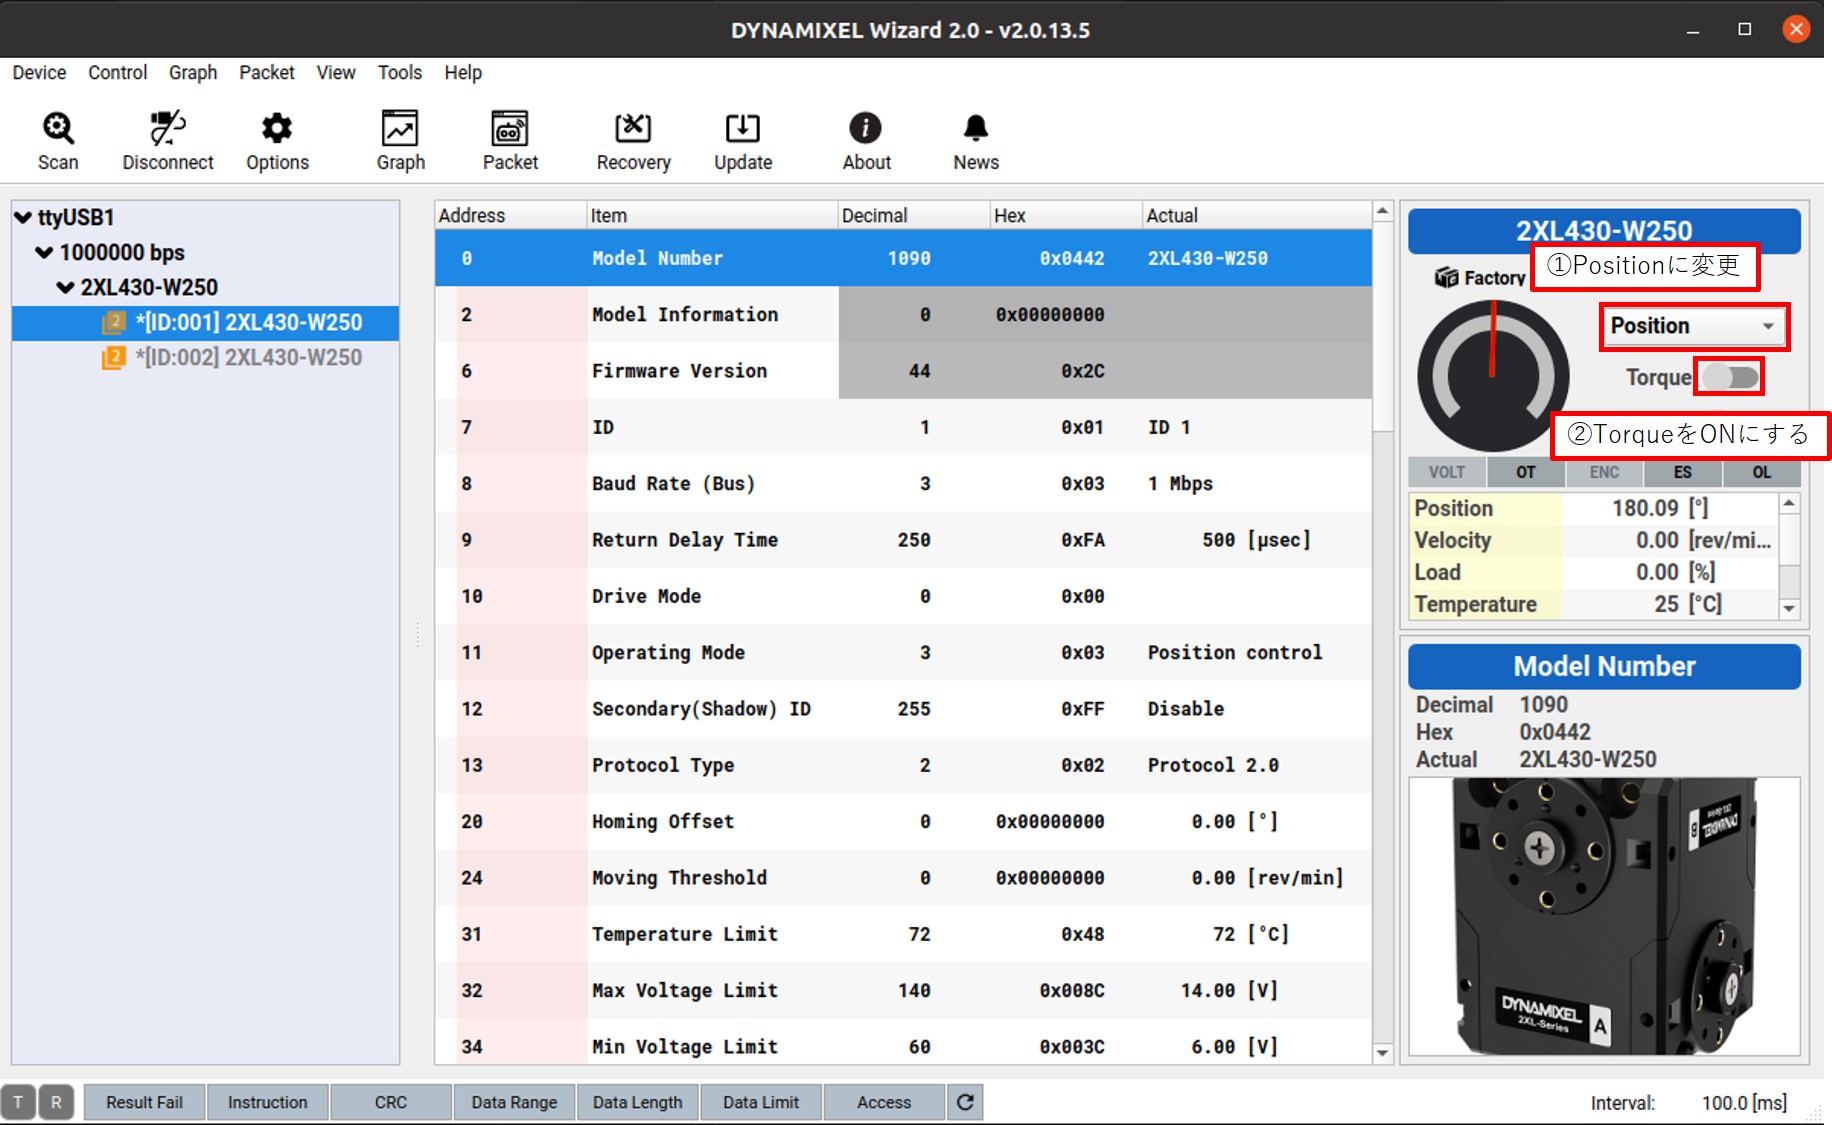 DYNAMIXEL Wizard 2.0 - v2.0.13.5
Device Control Graph Packet View Tools Help
Scan Disconnect Options Graph Packet Recovery Update About News
ttyUSB1
1000000 bps
2XL430-W250
2 *[ID:001] 2XL430-W250
2 *[ID:002] 2XL430-W250
Address Item Decimal Hex Actual
0 Model Number 1090 0x0442 2XL430-W250
2 Model Information 0 0x00000000
6 Firmware Version 44 0x2C
7 ID 1 0x01 ID 1
8 Baud Rate (Bus) 3 0x03 1 Mbps
9 Return Delay Time 250 0xFA 500 [µsec]
10 Drive Mode 0 0x00
11 Operating Mode 3 0x03 Position control
12 Secondary(Shadow) ID 255 0xFF Disable
13 Protocol Type 2 0x02 Protocol 2.0
20 Homing Offset 0 0x00000000 0.00 [°]
24 Moving Threshold 0 0x00000000 0.00 [rev/min]
31 Temperature Limit 72 0x48 72 [°C]
32 Max Voltage Limit 140 0x008C 14.00 [V]
34 Min Voltage Limit 60 0x003C 6.00 [V]
2XL430-W250
①Positionに変更
Factory
Position
Torque
②TorqueをONにする
VOLT OT ENC ES OL
Position 180.09 [°]
Velocity 0.00 [rev/mi...
Load 0.00 [%]
Temperature 25 [°C]
Model Number
Decimal 1090
Hex 0x0442
Actual 2XL430-W250
DYNAMIXEL
B
DYNAMIXEL
2XL-Series
A
T R Result Fail Instruction CRC Data Range Data Length Data Limit Access Interval: 100.0 [ms]